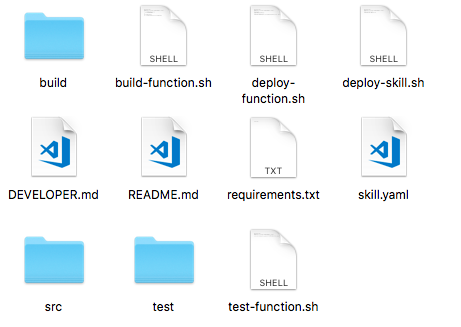 SHELL
SHELL
SHELL
build
build-function.sh
deploy-
function.sh
deploy-skill.sh
TXT
DEVELOPER.md
README.md
requirements.txt
skill.yaml
SHELL
src
test
test-function.sh